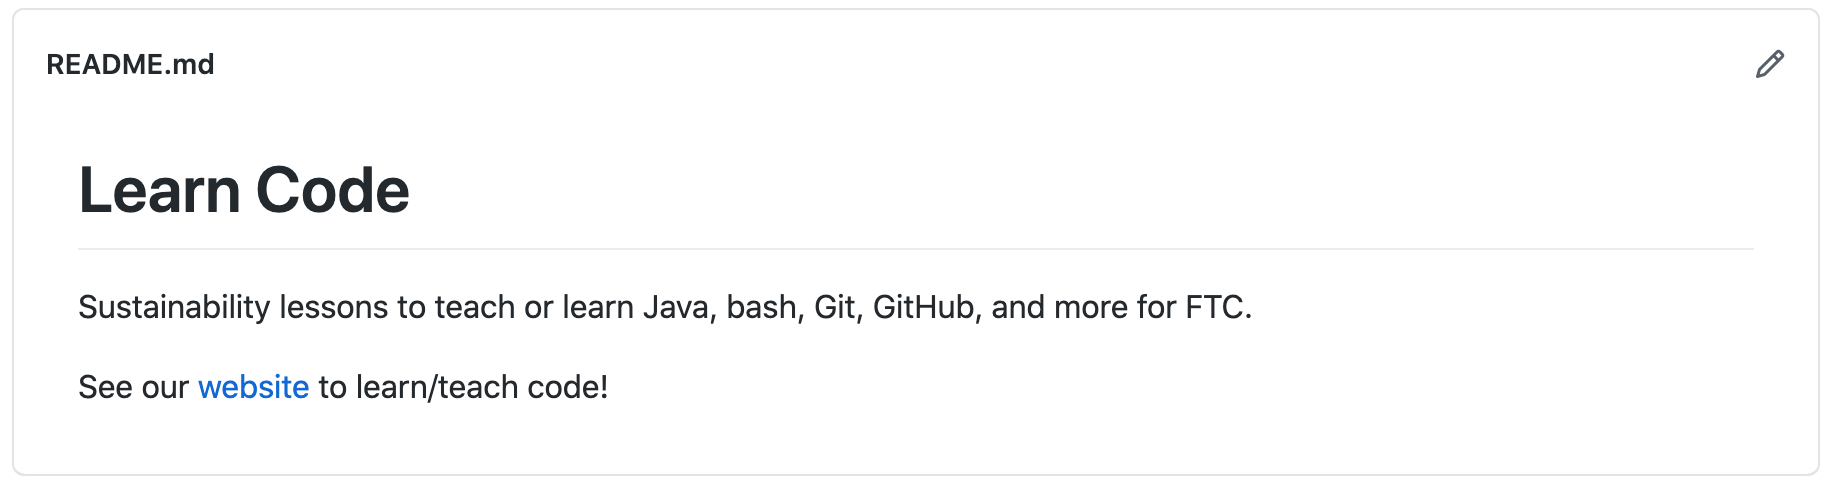 README.md
Learn Code
Sustainability lessons to teach or learn Java, bash, Git, GitHub, and more for FTC.
See our website to learn/teach code!